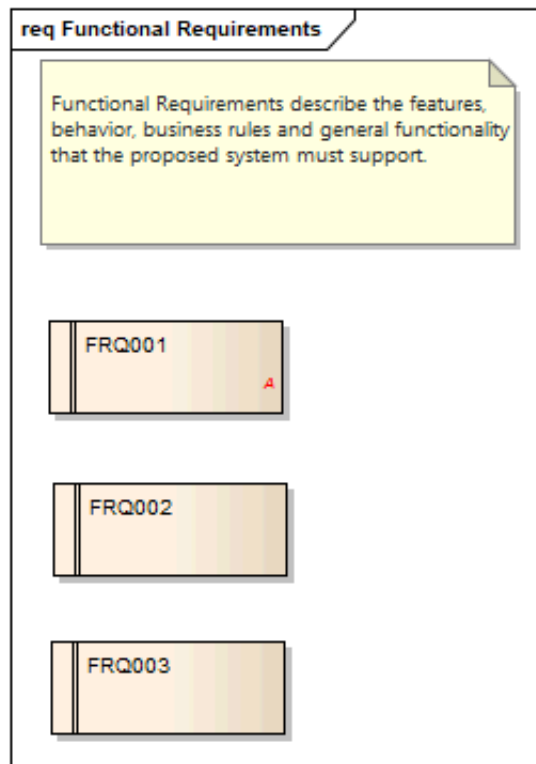 req Functional Requirements
Functional Requirements describe the features,
behavior, business rules and general functionality
that the proposed system must support.
FRQ001
A
FRQ002
FRQ003